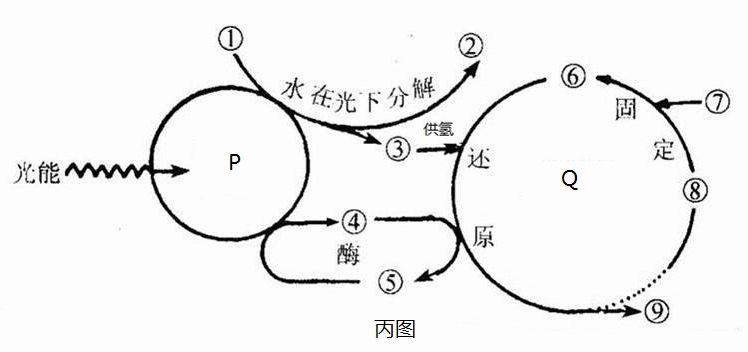 ①
②
水在光下分解
③
供氢
⑥
⑦
固定
⑧
光能
P
还原
Q
④
酶
⑤
⑨
丙图